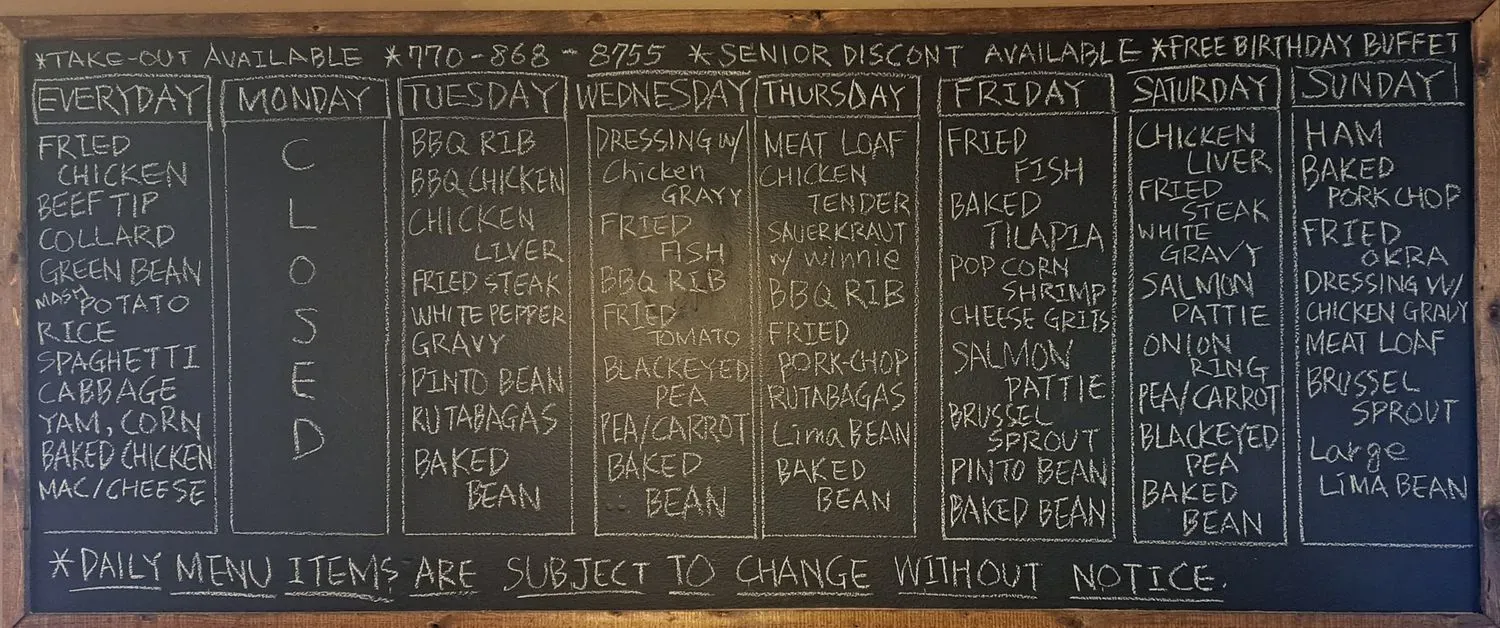 *TAKE-OUT AVAILABLE *770-868-8755 *SENIOR DISCONT AVAILABLE *FREE BIRTHDAY BUFFET
EVERYDAY
FRIED
CHICKEN
BEEF TIP
COLLARD
GREEN BEAN
MASH POTATO
RICE
SPAGHETTI
CABBAGE
YAM, CORN
BAKED CHICKEN
MAC/CHEESE
MONDAY
C
L
O
S
E
D
TUESDAY
BBQ RIB
BBQ CHICKEN
CHICKEN
LIVER
FRIED STEAK
WHITE PEPPER
GRAVY
PINTO BEAN
RUTABAGAS
BAKED
BEAN
WEDNESDAY
DRESSING W/
Chicken
GRAVY
FRIED
FISH
BBQ RIB
FRIED
TOMATO
BLACKEYED
PEA
PEA/CARROT
BAKED
BEAN
THURSDAY
MEAT LOAF
CHICKEN
TENDER
SAUERKRAUT
W/ winnie
BBQ RIB
FRIED
PORK-CHOP
RUTABAGAS
Lima BEAN
BAKED
BEAN
FRIDAY
FRIED
FISH
BAKED
TILAPIA
POP CORN
SHRIMP
CHEESE GRITS
SALMON
PATTIE
BRUSSEL
SPROUT
PINTO BEAN
BAKED BEAN
SATURDAY
CHICKEN
LIVER
FRIED
STEAK
WHITE
GRAVY
SALMON
PATTIE
ONION
RING
PEA/CARROT
BLACKEYED
PEA
BAKED
BEAN
SUNDAY
HAM
BAKED
PORK CHOP
FRIED
OKRA
DRESSING W/
CHICKEN GRAVY
MEAT LOAF
BRUSSEL
SPROUT
Large
LIMA BEAN
*DAILY MENU ITEMS ARE SUBJECT TO CHANGE WITHOUT NOTICE.